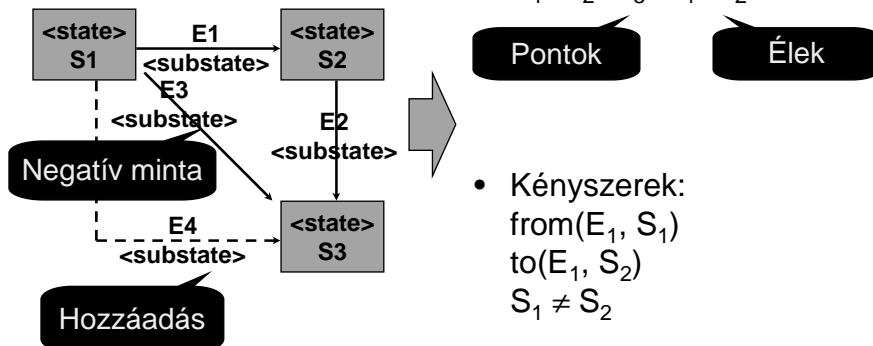 <state>
S1
E1
<substate>
<state>
S2
E3
<substate>
E2
<substate>
Negatív minta
E4
<substate>
<state>
S3
Hozzáadás
Pontok
Élek
• Kényszerek:
from(E₁, S₁)
to(E₁, S₂)
S₁ ≠ S₂